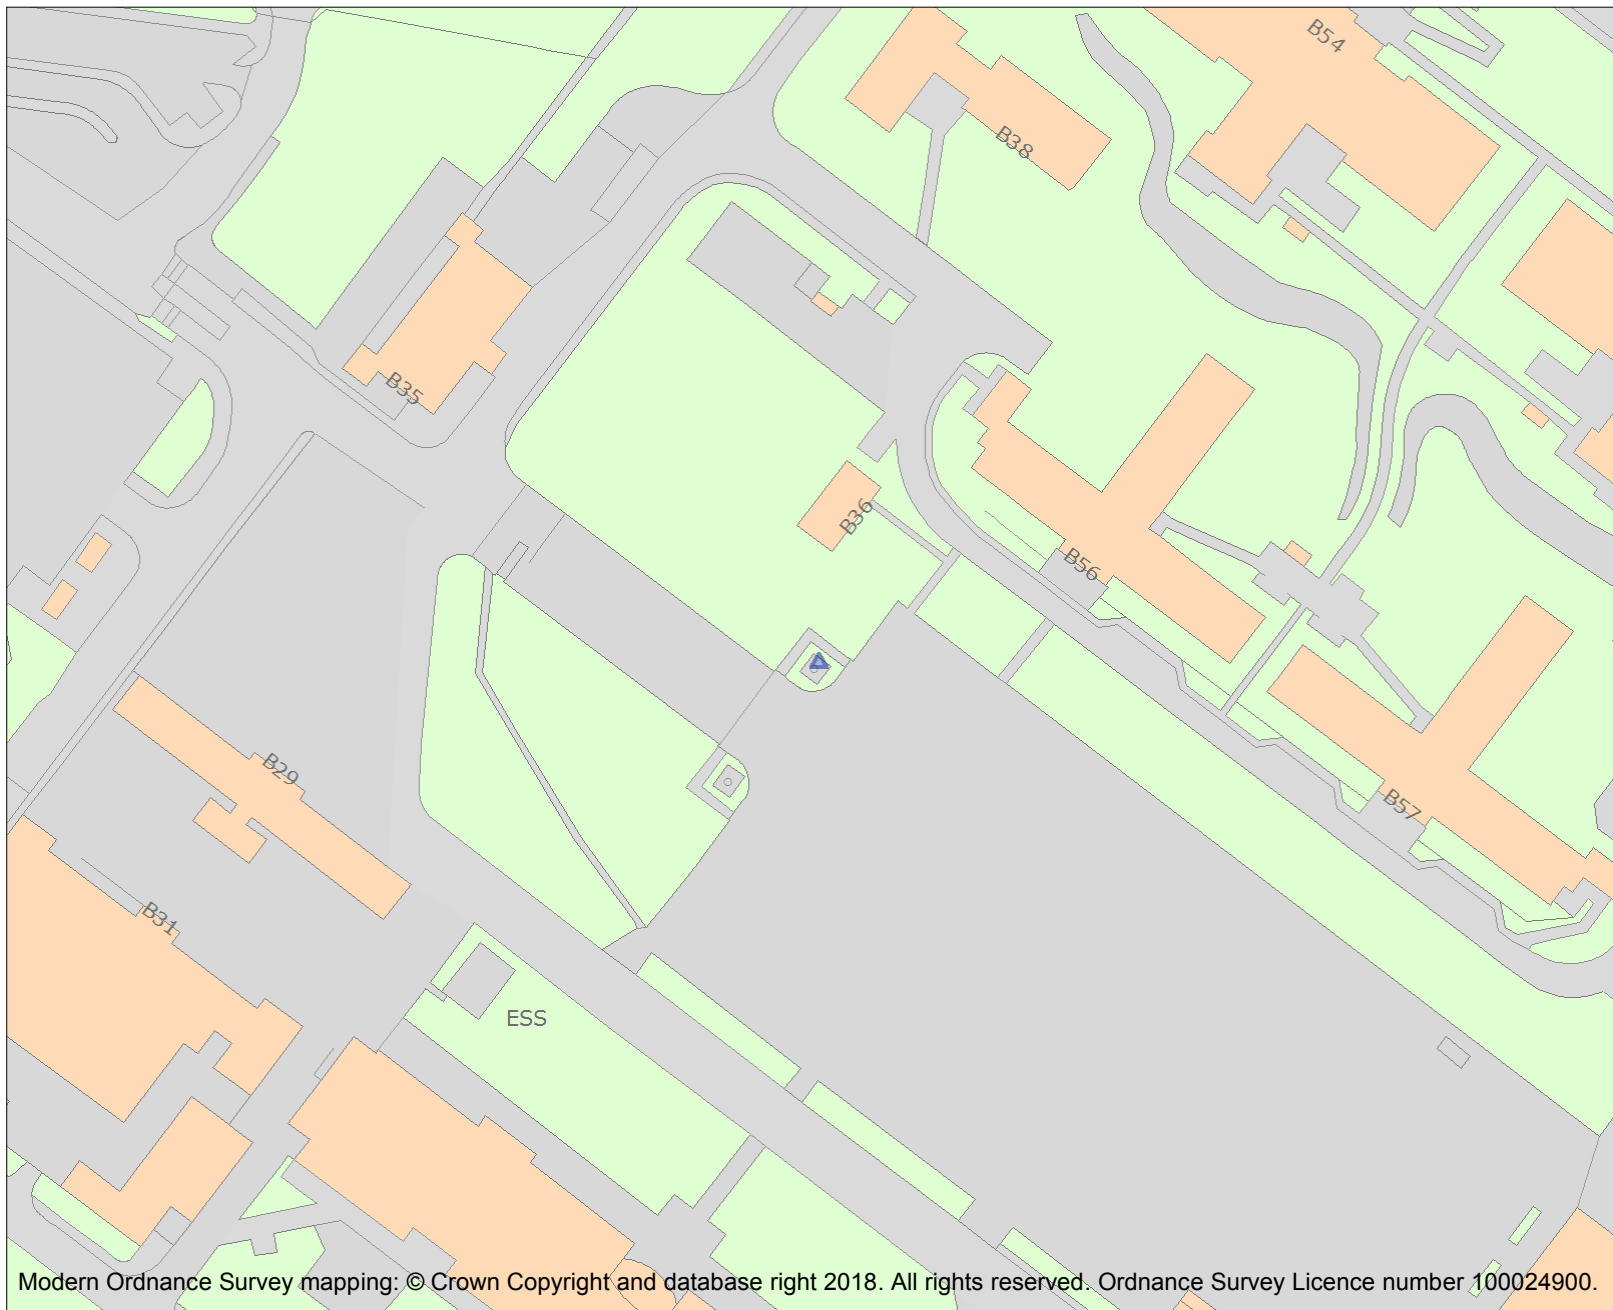 B54
B38
B35
B36
B56
B29
B57
B31
ESS
Modern Ordnance Survey mapping: © Crown Copyright and database right 2018. All rights reserved. Ordnance Survey Licence number 100024900.